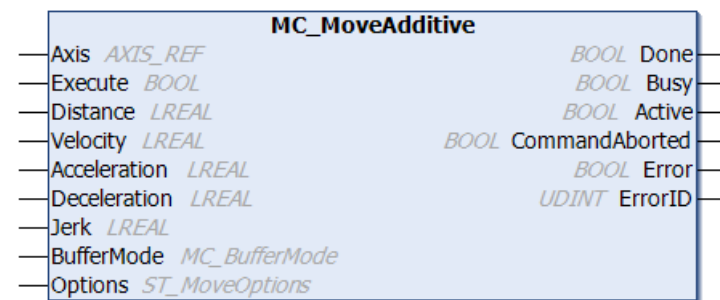 MC_MoveAdditive
Axis AXIS_REF BOOL Done
Execute BOOL BOOL Busy
Distance LREAL BOOL Active
Velocity LREAL BOOL CommandAborted
Acceleration LREAL BOOL Error
Deceleration LREAL UDINT ErrorID
Jerk LREAL
BufferMode MC_BufferMode
Options ST_MoveOptions